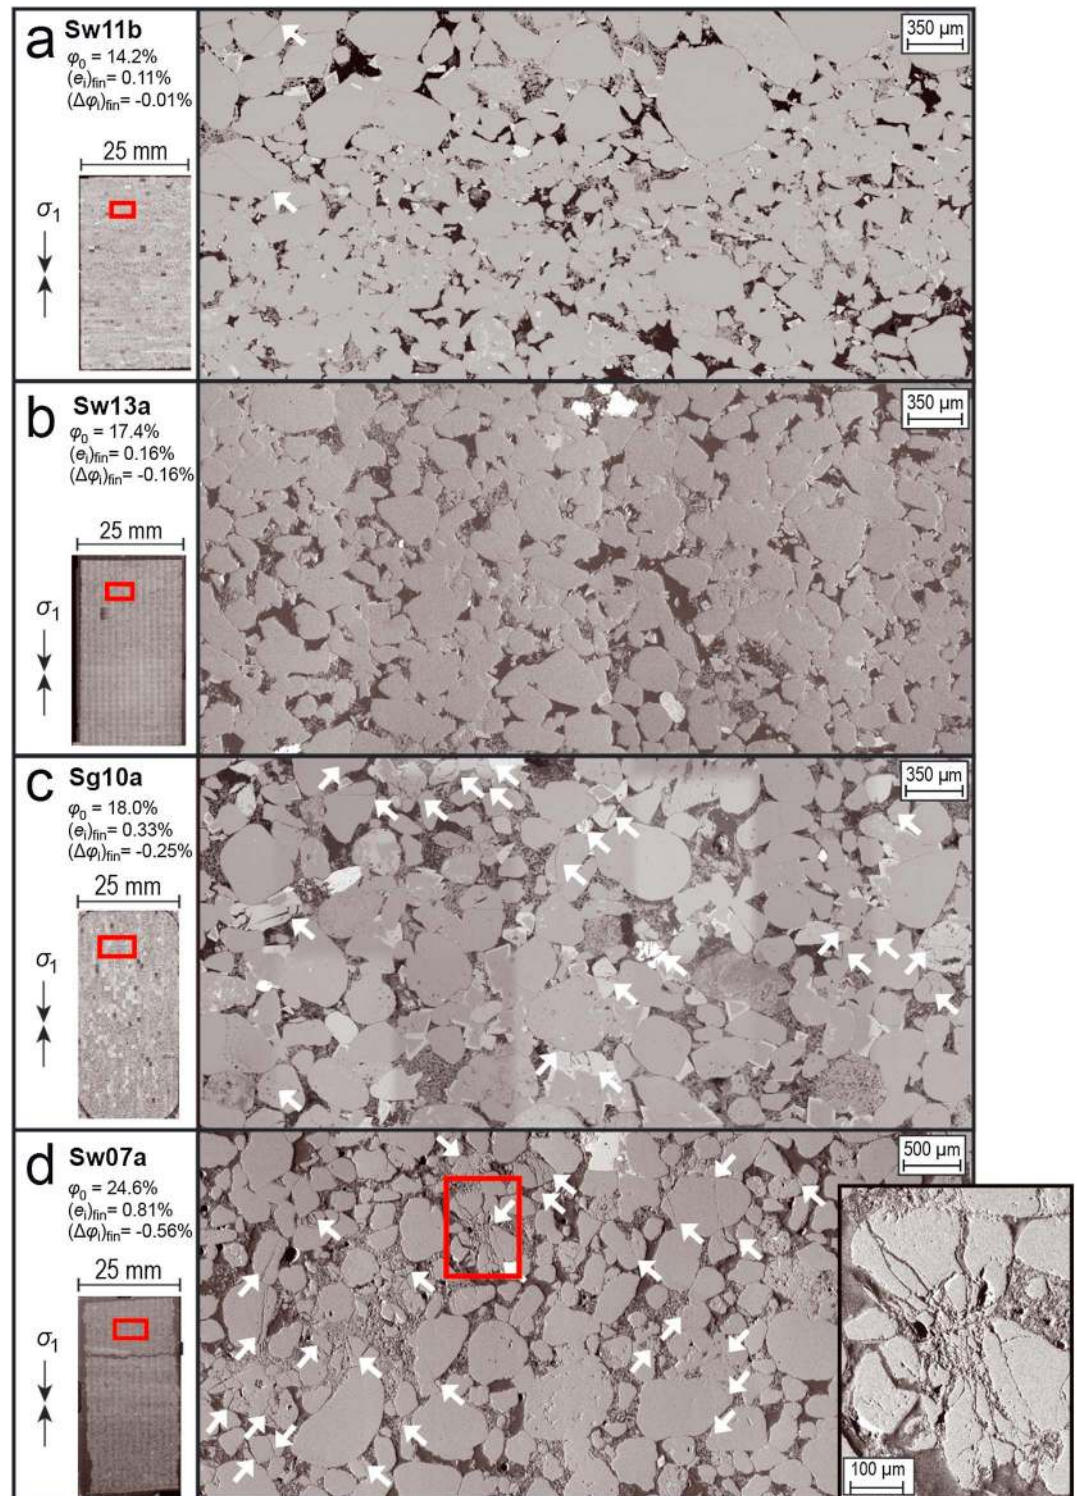 a Sw11b
φ₀ = 14.2%
(eᵢ)fin= 0.11%
(Δφᵢ)fin= -0.01%
25 mm
σ₁
350 µm
b Sw13a
φ₀ = 17.4%
(eᵢ)fin= 0.16%
(Δφᵢ)fin= -0.16%
25 mm
σ₁
350 µm
c Sg10a
φ₀ = 18.0%
(eᵢ)fin= 0.33%
(Δφᵢ)fin= -0.25%
25 mm
σ₁
350 µm
d Sw07a
φ₀ = 24.6%
(eᵢ)fin= 0.81%
(Δφᵢ)fin= -0.56%
25 mm
σ₁
500 µm
100 µm